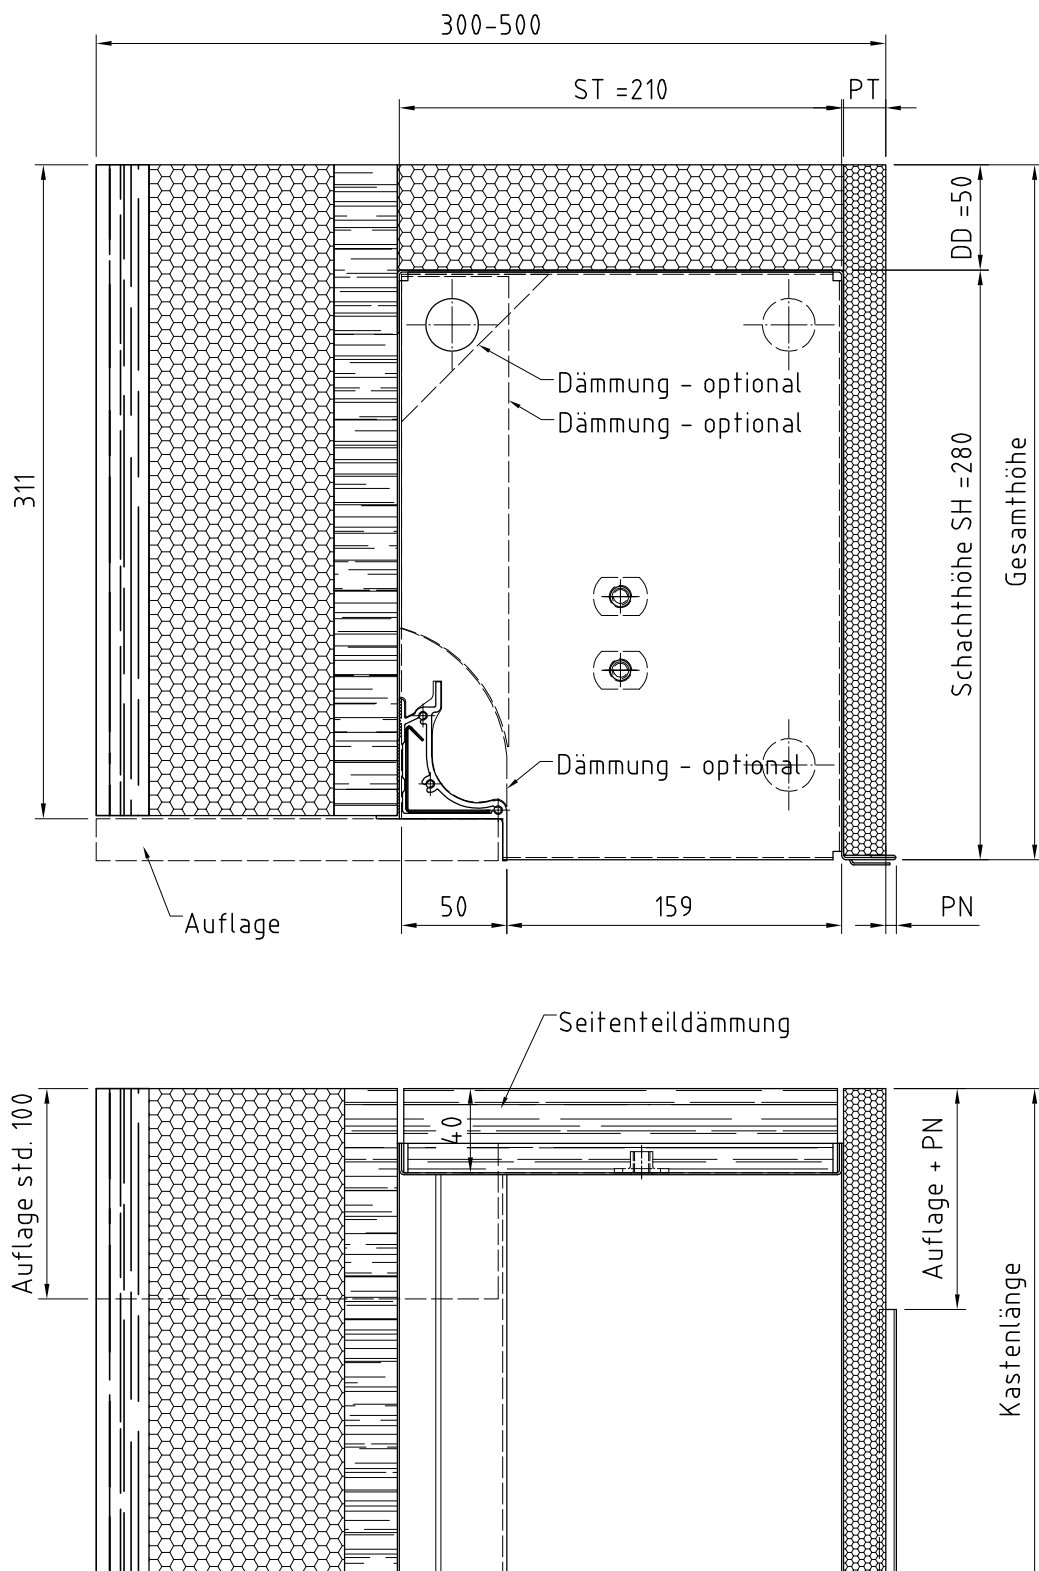 300-500
ST =210
PT
DD =50
311
Dämmung - optional
Dämmung - optional
Schachthöhe SH =280
Gesamthöhe
Dämmung - optional
Auflage
50
159
PN
Seitenteildämmung
Auflage std. 100
40
Auflage + PN
Kastenlänge